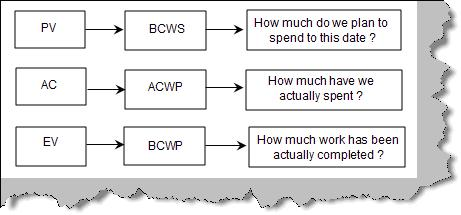 PV
BCWS
How much do we plan to
spend to this date ?
AC
ACWP
How much have we
actually spent ?
EV
BCWP
How much work has been
actually completed ?